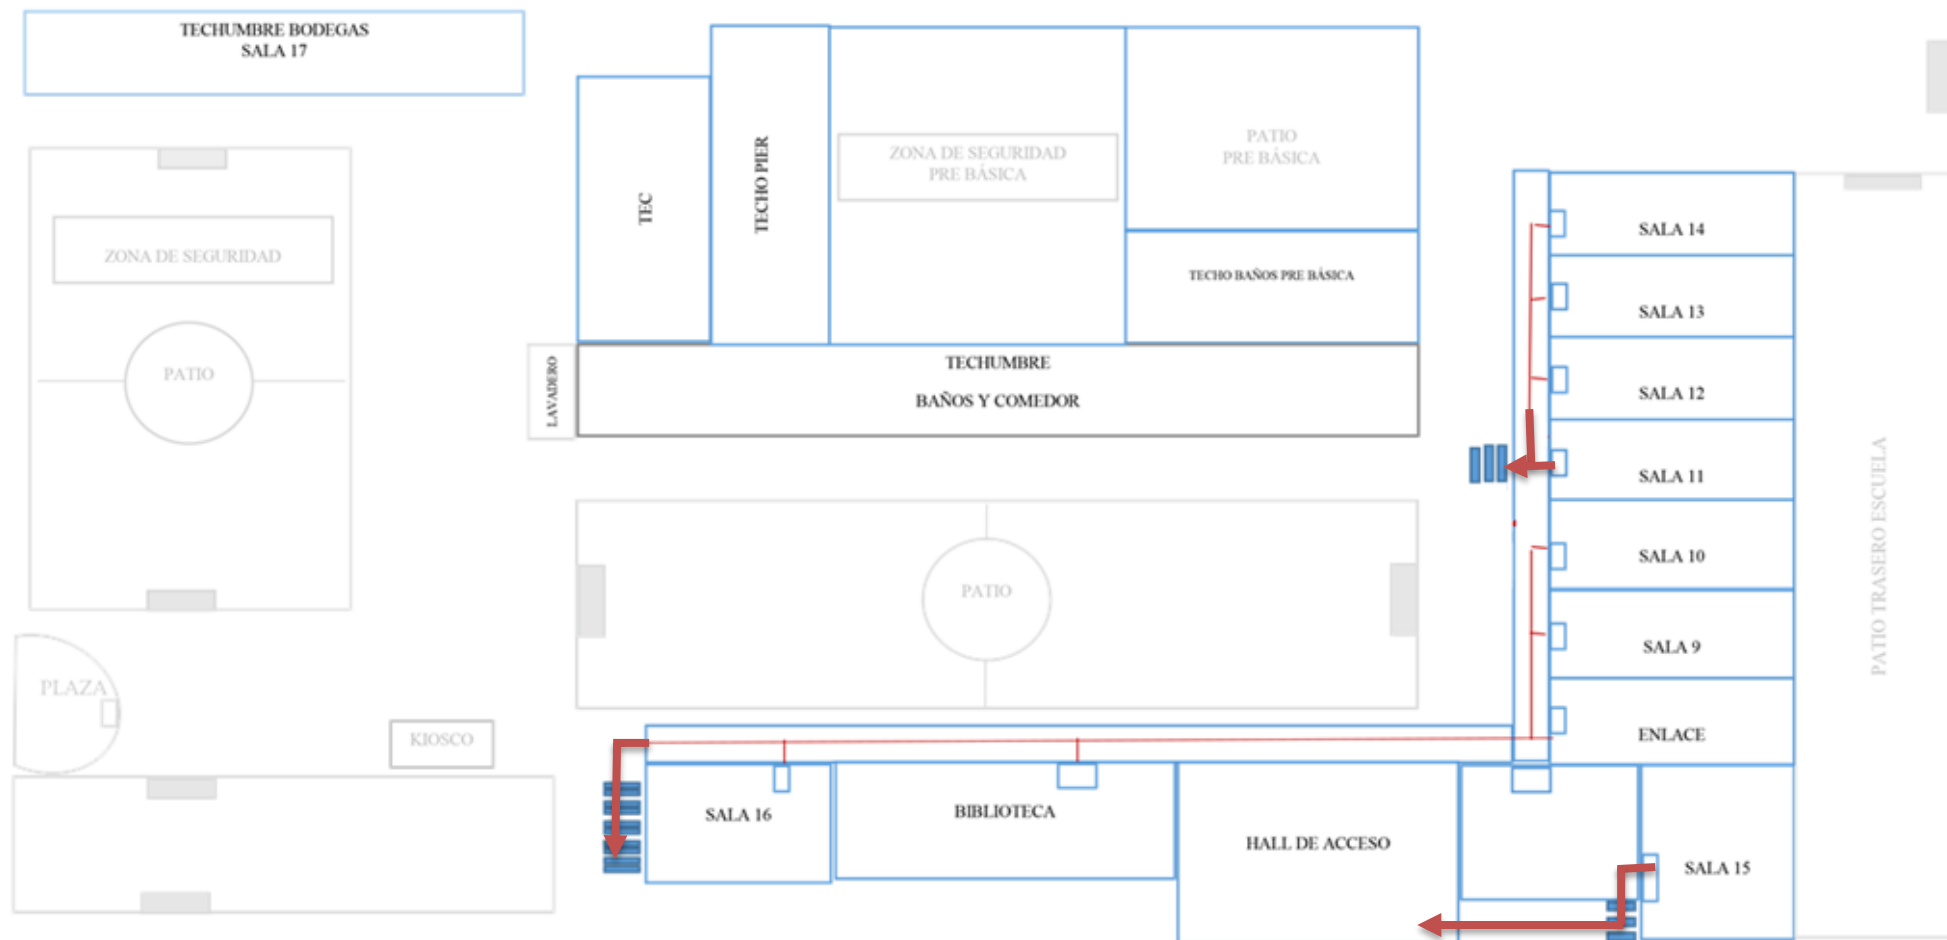 TECHUMBRE BODEGAS
SALA 17
ZONA DE SEGURIDAD
PATIO
PLAZA
KIOSCO
TEC
TECHO PIER
ZONA DE SEGURIDAD
PRE BÁSICA
PATIO
PRE BÁSICA
TECHO BAÑOS PRE BÁSICA
LAVADERO
TECHUMBRE
BAÑOS Y COMEDOR
PATIO
SALA 14
SALA 13
SALA 12
SALA 11
SALA 10
SALA 9
ENLACE
PATIO TRASERO ESCUELA
SALA 16
BIBLIOTECA
HALL DE ACCESO
SALA 15